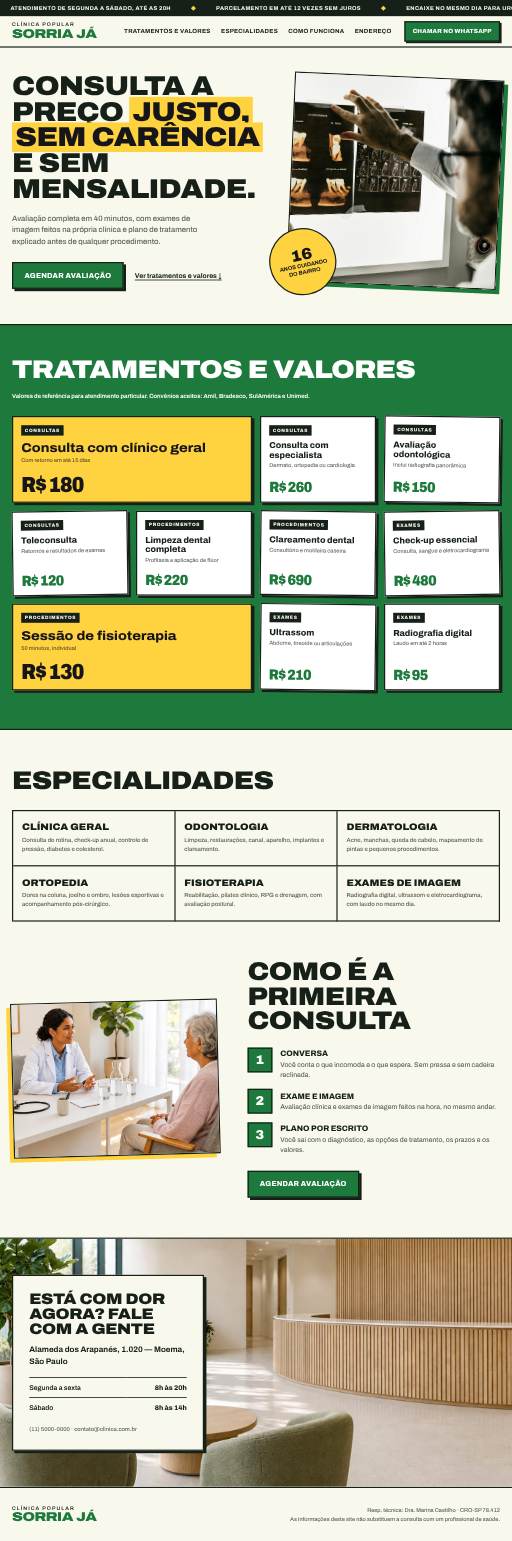 ATENDIMENTO DE SEGUNDA A SÁBADO, ATÉ AS 20H ◆ PARCELAMENTO EM ATÉ 12 VEZES SEM JUROS ◆ ENCAIXE NO MESMO DIA PARA
CLÍNICA POPULAR
SORRIA JÁ
TRATAMENTOS E VALORES ESPECIALIDADES COMO FUNCIONA ENDEREÇO CHAMAR NO WHATSAPP
CONSULTA A
PREÇO JUSTO,
SEM CARÊNCIA
E SEM
MENSALIDADE.
Avaliação completa em 40 minutos, com exames de
imagem feitos na própria clínica e plano de tratamento
explicado antes de qualquer procedimento.
AGENDAR AVALIAÇÃO Ver tratamentos e valores ↓
16
ANOS CUIDANDO
DO BAIRRO
TRATAMENTOS E VALORES
Valores de referência para atendimento particular. Convênios aceitos: Amil, Bradesco, SulAmérica e Unimed.
CONSULTAS
Consulta com clínico geral
Com retorno em até 15 dias
R$ 180
CONSULTAS
Consulta com
especialista
Dermato, ortopedia ou cardiologia
R$ 260
CONSULTAS
Avaliação
odontológica
Inclui radiografia panorâmica
R$ 150
CONSULTAS
Teleconsulta
Retornos e resultados de exames
R$ 120
PROCEDIMENTOS
Limpeza dental
completa
Profilaxia e aplicação de flúor
R$ 220
PROCEDIMENTOS
Clareamento dental
Consultório e moldeira caseira
R$ 690
EXAMES
Check-up essencial
Consulta, sangue e eletrocardiograma
R$ 480
PROCEDIMENTOS
Sessão de fisioterapia
50 minutos, individual
R$ 130
EXAMES
Ultrassom
Abdome, tireoide ou articulações
R$ 210
EXAMES
Radiografia digital
Laudo em até 2 horas
R$ 95
ESPECIALIDADES
CLÍNICA GERAL
Consulta de rotina, check-up anual, controle de
pressão, diabetes e colesterol.
ODONTOLOGIA
Limpeza, restaurações, canal, aparelho, implantes e
clareamento.
DERMATOLOGIA
Acne, manchas, queda de cabelo, mapeamento de
pintas e pequenos procedimentos.
ORTOPEDIA
Dores na coluna, joelho e ombro, lesões esportivas e
acompanhamento pós-cirúrgico.
FISIOTERAPIA
Reabilitação, pilates clínico, RPG e drenagem, com
avaliação postural.
EXAMES DE IMAGEM
Radiografia digital, ultrassom e eletrocardiograma,
com laudo no mesmo dia.
COMO É A
PRIMEIRA
CONSULTA
1 CONVERSA
Você conta o que incomoda e o que espera. Sem pressa e sem cadeira
reclinada.
2 EXAME E IMAGEM
Avaliação clínica e exames de imagem feitos na hora, no mesmo andar.
3 PLANO POR ESCRITO
Você sai com o diagnóstico, as opções de tratamento, os prazos e os
valores.
AGENDAR AVALIAÇÃO
ESTÁ COM DOR
AGORA? FALE
COM A GENTE
Alameda dos Arapanés, 1.020 — Moema,
São Paulo
Segunda a sexta 8h às 20h
Sábado 8h às 14h
(11) 5000-0000 · contato@clinica.com.br
CLÍNICA POPULAR
SORRIA JÁ
Resp. técnica: Dra. Marina Castilho · CRO-SP 78.412
As informações deste site não substituem a consulta com um profissional de saúde.